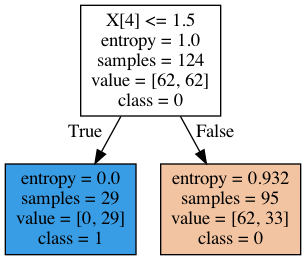 X[4] <= 1.5
entropy = 1.0
samples = 124
value = [62, 62]
class = 0
True
False
entropy = 0.0
samples = 29
value = [0, 29]
class = 1
entropy = 0.932
samples = 95
value = [62, 33]
class = 0